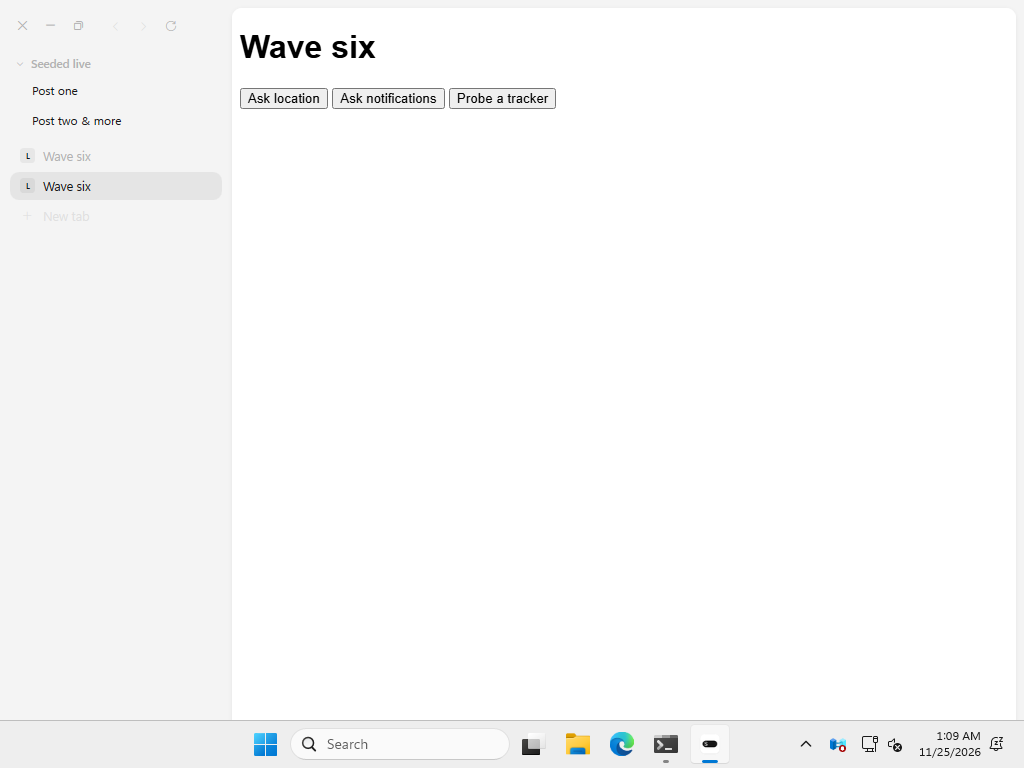 Seeded live
Post one
Post two & more
L Wave six
L Wave six
New tab
Wave six
Ask location Ask notifications Probe a tracker
Search
1:09 AM
11/25/2026